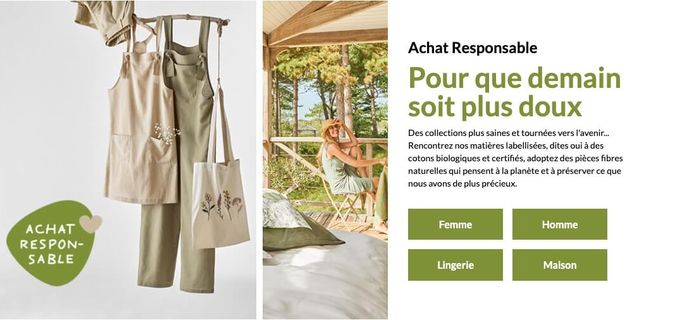 ACHAT
RESPON-
SABLE
Achat Responsable
Pour que demain
soit plus doux
Des collections plus saines et tournées vers l'avenir...
Rencontrez nos matières labellisées, dites oui à des
cotons biologiques et certifiés, adoptez des pièces fibres
naturelles qui pensent à la planète et à préserver ce que
nous avons de plus précieux.
Femme
Homme
Lingerie
Maison